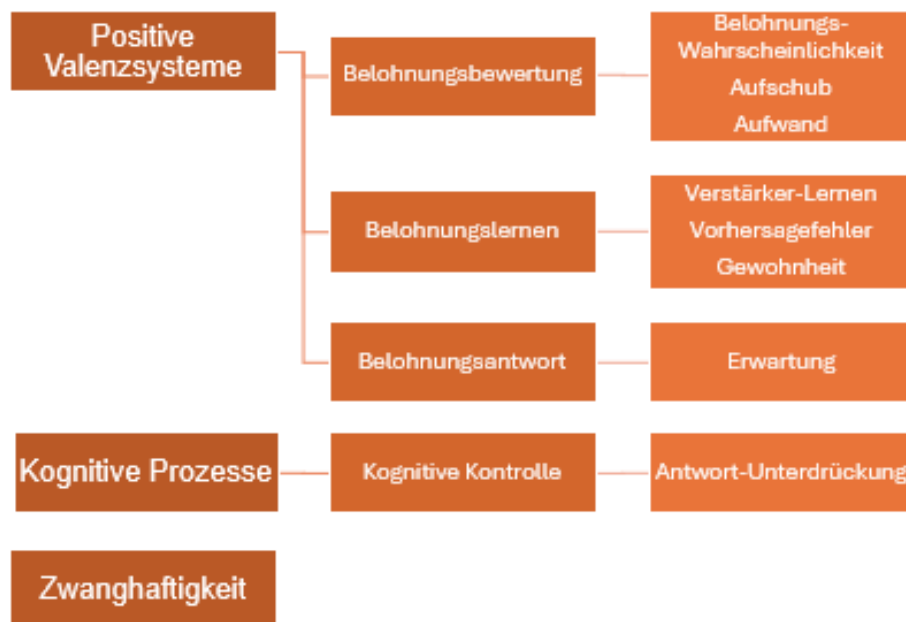 Positive
Valenzsysteme
Belohnungsbewertung
Belohnungs-
Wahrscheinlichkeit
Aufschub
Aufwand
Belohnungslernen
Verstärker-Lernen
Vorhersagefehler
Gewohnheit
Belohnungsantwort
Erwartung
Kognitive Prozesse
Kognitive Kontrolle
Antwort-Unterdrückung
Zwanghaftigkeit